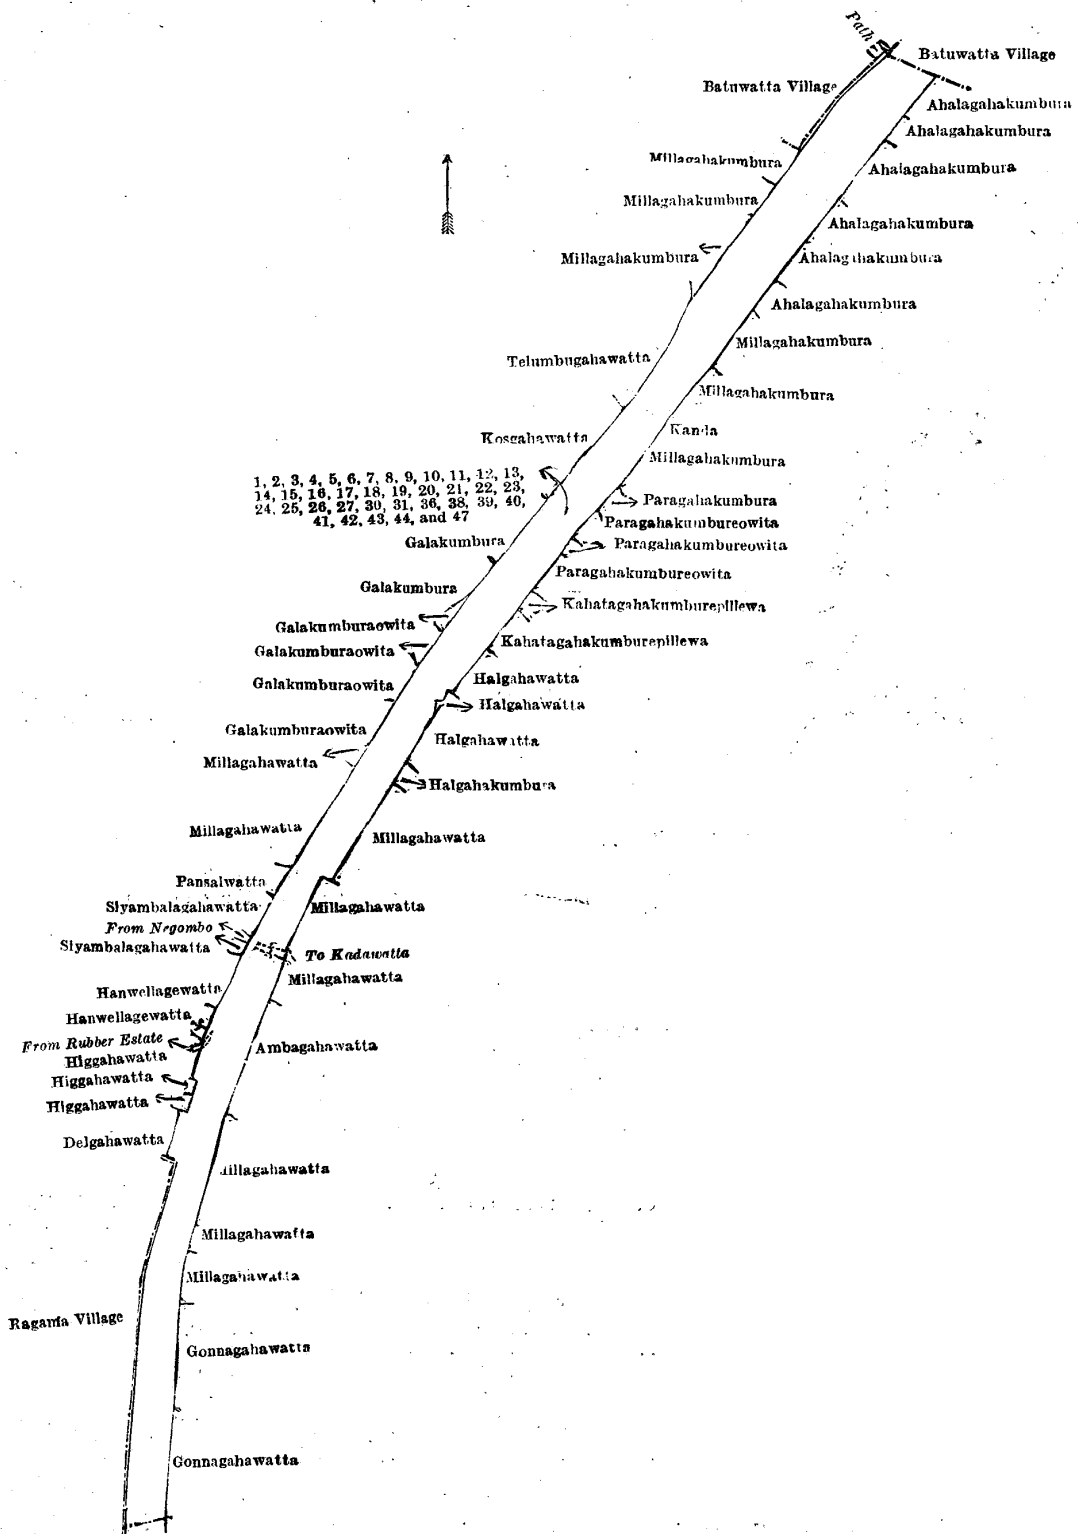 Path
Batuwatta Village
Batuwatta Village
Ahalagahakumbura
Ahalagahakumbura
Millagahakumbura
Ahalagahakumbura
Millagahakumbura
Ahalagahakumbura
Millagahakumbura
Ahalagahakumbura
Ahalagahakumbura
Millagahakumbura
Telumbugahawatta
Millagahakumbura
Kanda
Kosgahawatta
Millagahakumbura
1, 2, 3, 4, 5, 6, 7, 8, 9, 10, 11, 12, 13,
14, 15, 16, 17, 18, 19, 20, 21, 22, 23,
24, 25, 26, 27, 30, 31, 36, 38, 39, 40,
41, 42, 43, 44, and 47
Paragahakumbura
Paragahakumbureowita
Galakumbura
Paragahakumbureowita
Paragahakumbureowita
Galakumbura
Kahatagahakumburepillewa
Galakumburaowita
Kahatagahakumburepillewa
Galakumburaowita
Halgahawatta
Galakumburaowita
Halgahawatta
Galakumburaowita
Halgahawatta
Millagahawatta
Halgahakumbura
Millagahawatta
Millagahawatta
Pansalwatta
Siyambalagahawatta
Millagahawatta
From Negombo
Siyambalagahawatta
To Kadawatta
Millagahawatta
Hanwellagewatta
Hanwellagewatta
From Rubber Estate
Ambagahawatta
Higgahawatta
Higgahawatta
Higgahawatta
Delgahawatta
Millagahawatta
Millagahawatta
Millagahawatta
Ragama Village
Gonnagahawatta
Gonnagahawatta